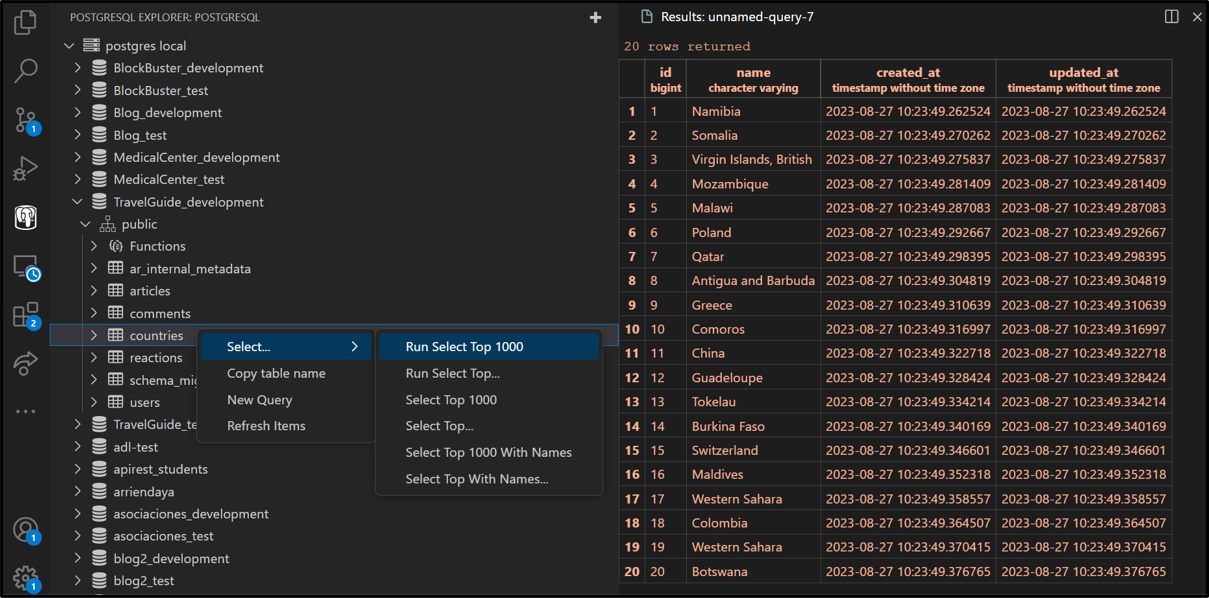 POSTGRESQL EXPLORER: POSTGRESQL
postgres local
BlockBuster_development
BlockBuster_test
Blog_development
Blog_test
MedicalCenter_development
MedicalCenter_test
TravelGuide_development
public
Functions
ar_internal_metadata
articles
comments
countries
reactions
schema_mig
users
TravelGuide_te
adl-test
apirest_students
arriendaya
asociaciones_development
asociaciones_test
blog2_development
blog2_test
1
2
1
1
Select...
Copy table name
New Query
Refresh Items
Run Select Top 1000
Run Select Top...
Select Top 1000
Select Top...
Select Top 1000 With Names
Select Top With Names...
Results: unnamed-query-7
20 rows returned
id name created_at updated_at
bigint character varying timestamp without time zone timestamp without time zone
1 1 Namibia 2023-08-27 10:23:49.262524 2023-08-27 10:23:49.262524
2 2 Somalia 2023-08-27 10:23:49.270262 2023-08-27 10:23:49.270262
3 3 Virgin Islands, British 2023-08-27 10:23:49.275837 2023-08-27 10:23:49.275837
4 4 Mozambique 2023-08-27 10:23:49.281409 2023-08-27 10:23:49.281409
5 5 Malawi 2023-08-27 10:23:49.287083 2023-08-27 10:23:49.287083
6 6 Poland 2023-08-27 10:23:49.292667 2023-08-27 10:23:49.292667
7 7 Qatar 2023-08-27 10:23:49.298395 2023-08-27 10:23:49.298395
8 8 Antigua and Barbuda 2023-08-27 10:23:49.304819 2023-08-27 10:23:49.304819
9 9 Greece 2023-08-27 10:23:49.310639 2023-08-27 10:23:49.310639
10 10 Comoros 2023-08-27 10:23:49.316997 2023-08-27 10:23:49.316997
11 11 China 2023-08-27 10:23:49.322718 2023-08-27 10:23:49.322718
12 12 Guadeloupe 2023-08-27 10:23:49.328424 2023-08-27 10:23:49.328424
13 13 Tokelau 2023-08-27 10:23:49.334214 2023-08-27 10:23:49.334214
14 14 Burkina Faso 2023-08-27 10:23:49.340169 2023-08-27 10:23:49.340169
15 15 Switzerland 2023-08-27 10:23:49.346601 2023-08-27 10:23:49.346601
16 16 Maldives 2023-08-27 10:23:49.352318 2023-08-27 10:23:49.352318
17 17 Western Sahara 2023-08-27 10:23:49.358557 2023-08-27 10:23:49.358557
18 18 Colombia 2023-08-27 10:23:49.364507 2023-08-27 10:23:49.364507
19 19 Western Sahara 2023-08-27 10:23:49.370415 2023-08-27 10:23:49.370415
20 20 Botswana 2023-08-27 10:23:49.376765 2023-08-27 10:23:49.376765